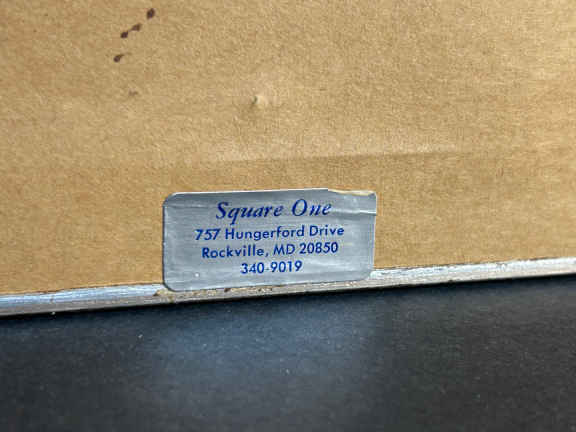 Square One
757 Hungerford Drive
Rockville, MD 20850
340-9019